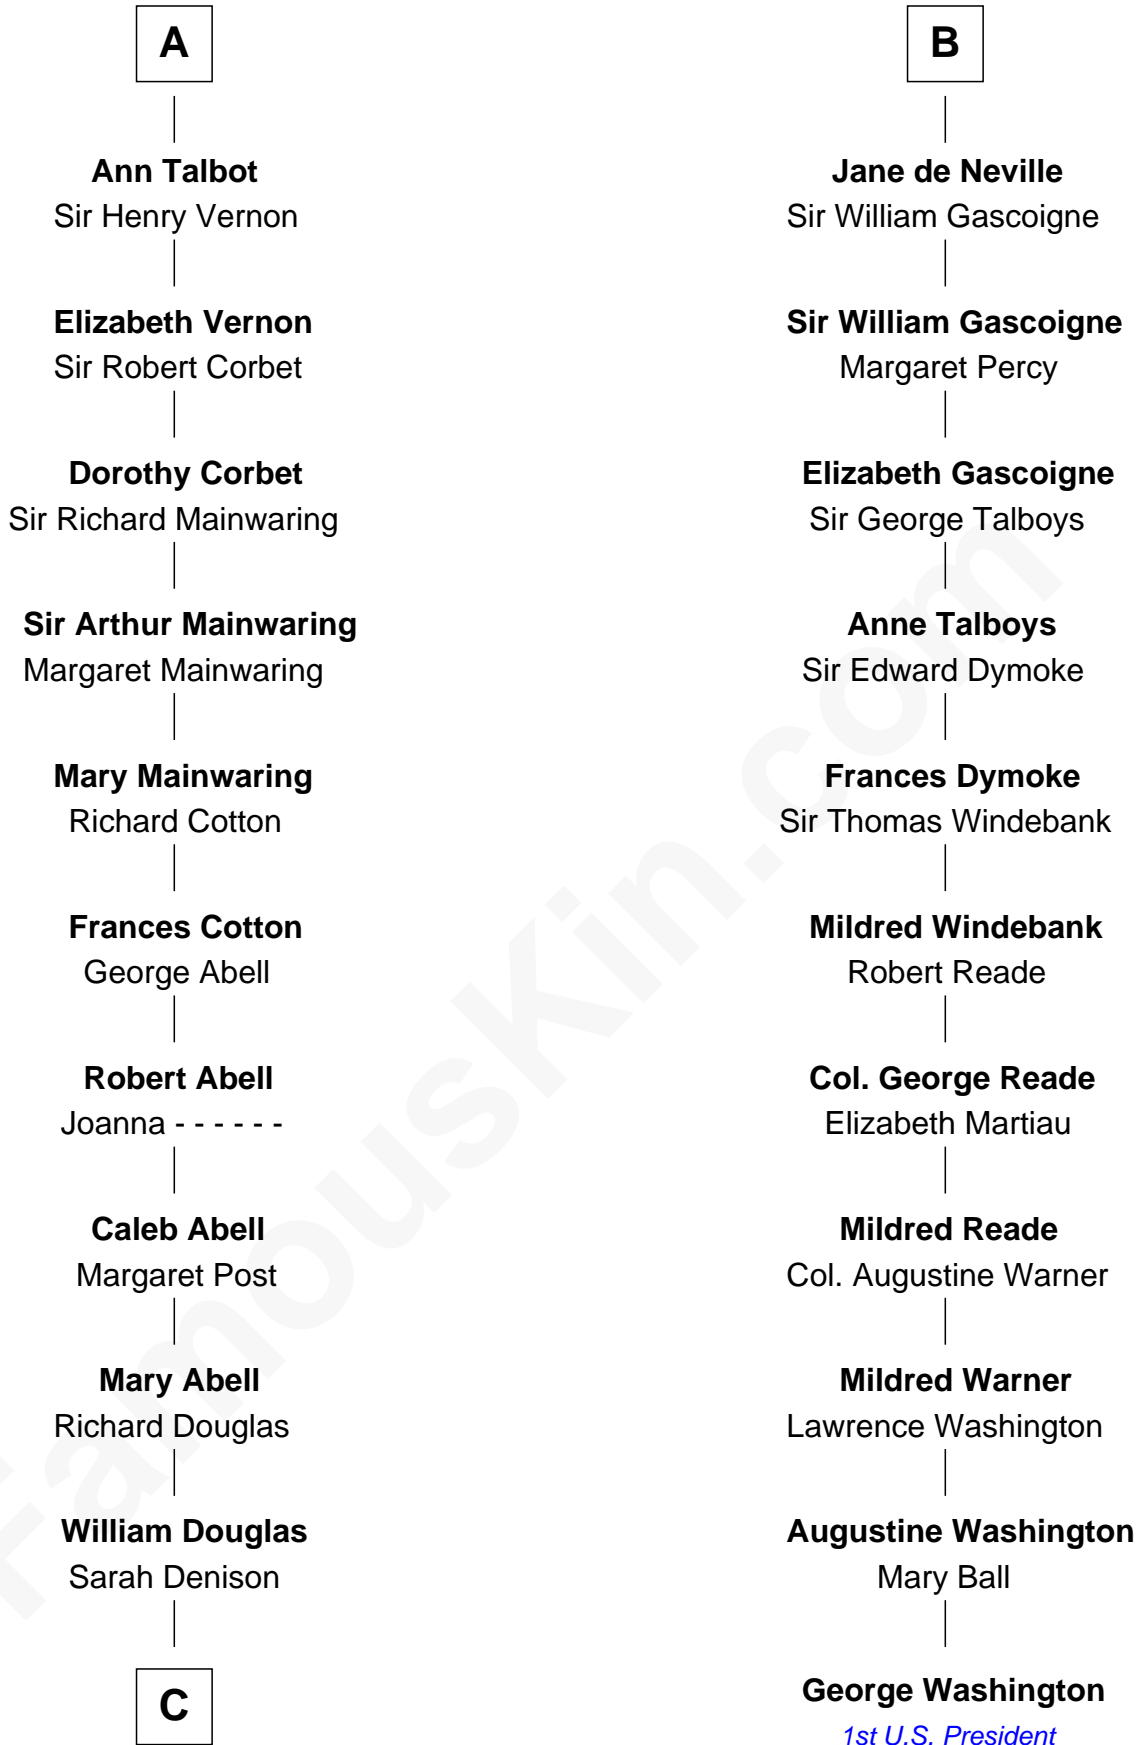 A
Ann Talbot
Sir Henry Vernon
Elizabeth Vernon
Sir Robert Corbet
Dorothy Corbet
Sir Richard Mainwaring
Sir Arthur Mainwaring
Margaret Mainwaring
Mary Mainwaring
Richard Cotton
Frances Cotton
George Abell
Robert Abell
Joanna - - - - - -
Caleb Abell
Margaret Post
Mary Abell
Richard Douglas
William Douglas
Sarah Denison
C
B
Jane de Neville
Sir William Gascoigne
Sir William Gascoigne
Margaret Percy
Elizabeth Gascoigne
Sir George Talboys
Anne Talboys
Sir Edward Dymoke
Frances Dymoke
Sir Thomas Windebank
Mildred Windebank
Robert Reade
Col. George Reade
Elizabeth Martiau
Mildred Reade
Col. Augustine Warner
Mildred Warner
Lawrence Washington
Augustine Washington
Mary Ball
George Washington
1st U.S. President
FamousKin.com